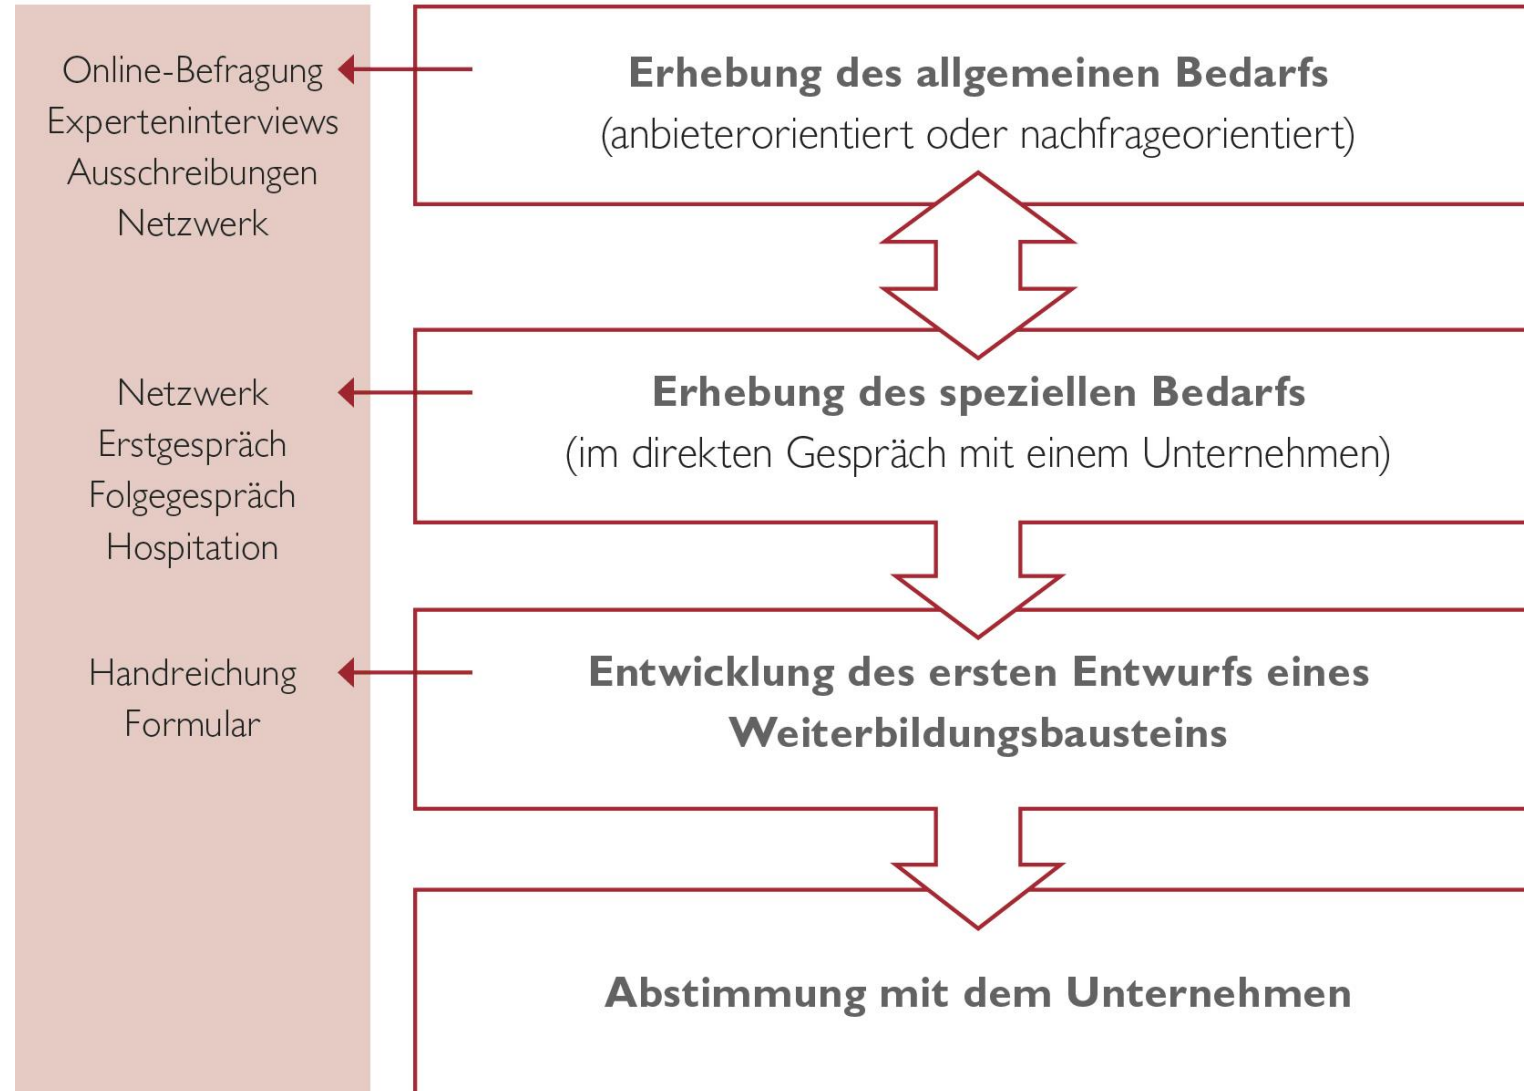 Online-Befragung
Experteninterviews
Ausschreibungen
Netzwerk
Erhebung des allgemeinen Bedarfs
(anbieterorientiert oder nachfrageorientiert)
Netzwerk
Erstgespräch
Folgegespräch
Hospitation
Erhebung des speziellen Bedarfs
(im direkten Gespräch mit einem Unternehmen)
Handreichung
Formular
Entwicklung des ersten Entwurfs eines
Weiterbildungsbausteins
Abstimmung mit dem Unternehmen